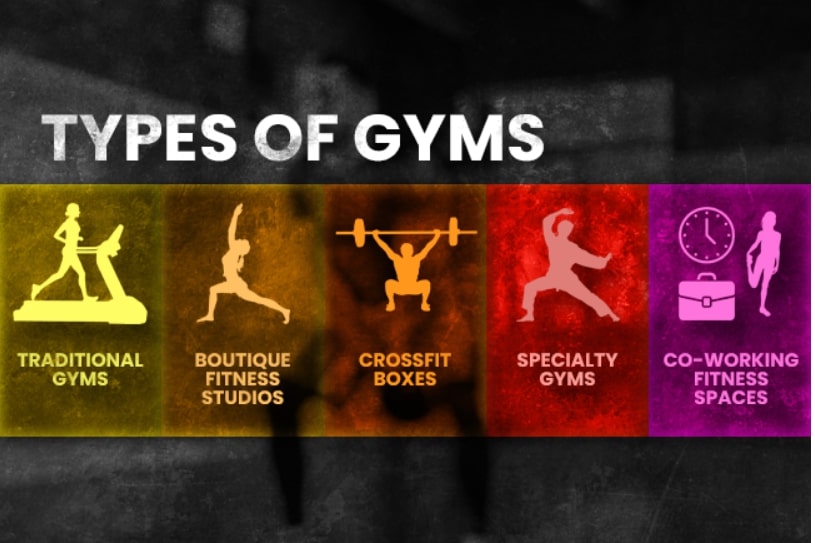 TYPES OF GYMS
TRADITIONAL
GYMS
BOUTIQUE
FITNESS
STUDIOS
CROSSFIT
BOXES
SPECIALTY
GYMS
CO-WORKING
FITNESS
SPACES